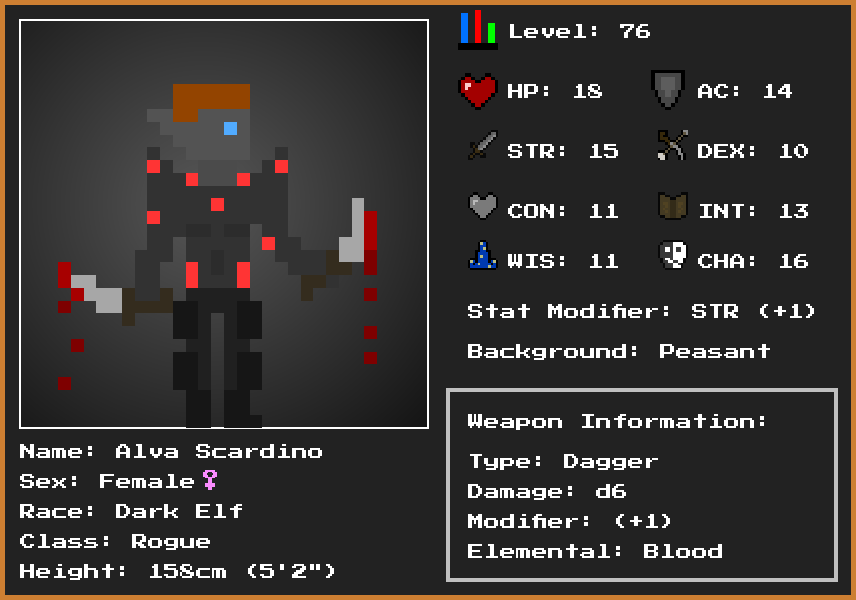 Level: 76
HP: 18
AC: 14
STR: 15
DEX: 10
CON: 11
INT: 13
WIS: 11
CHA: 16
Stat Modifier: STR (+1)
Background: Peasant
Weapon Information:
Type: Dagger
Damage: d6
Modifier: (+1)
Elemental: Blood
Name: Alva Scardino
Sex: Female♀
Race: Dark Elf
Class: Rogue
Height: 158cm (5'2")